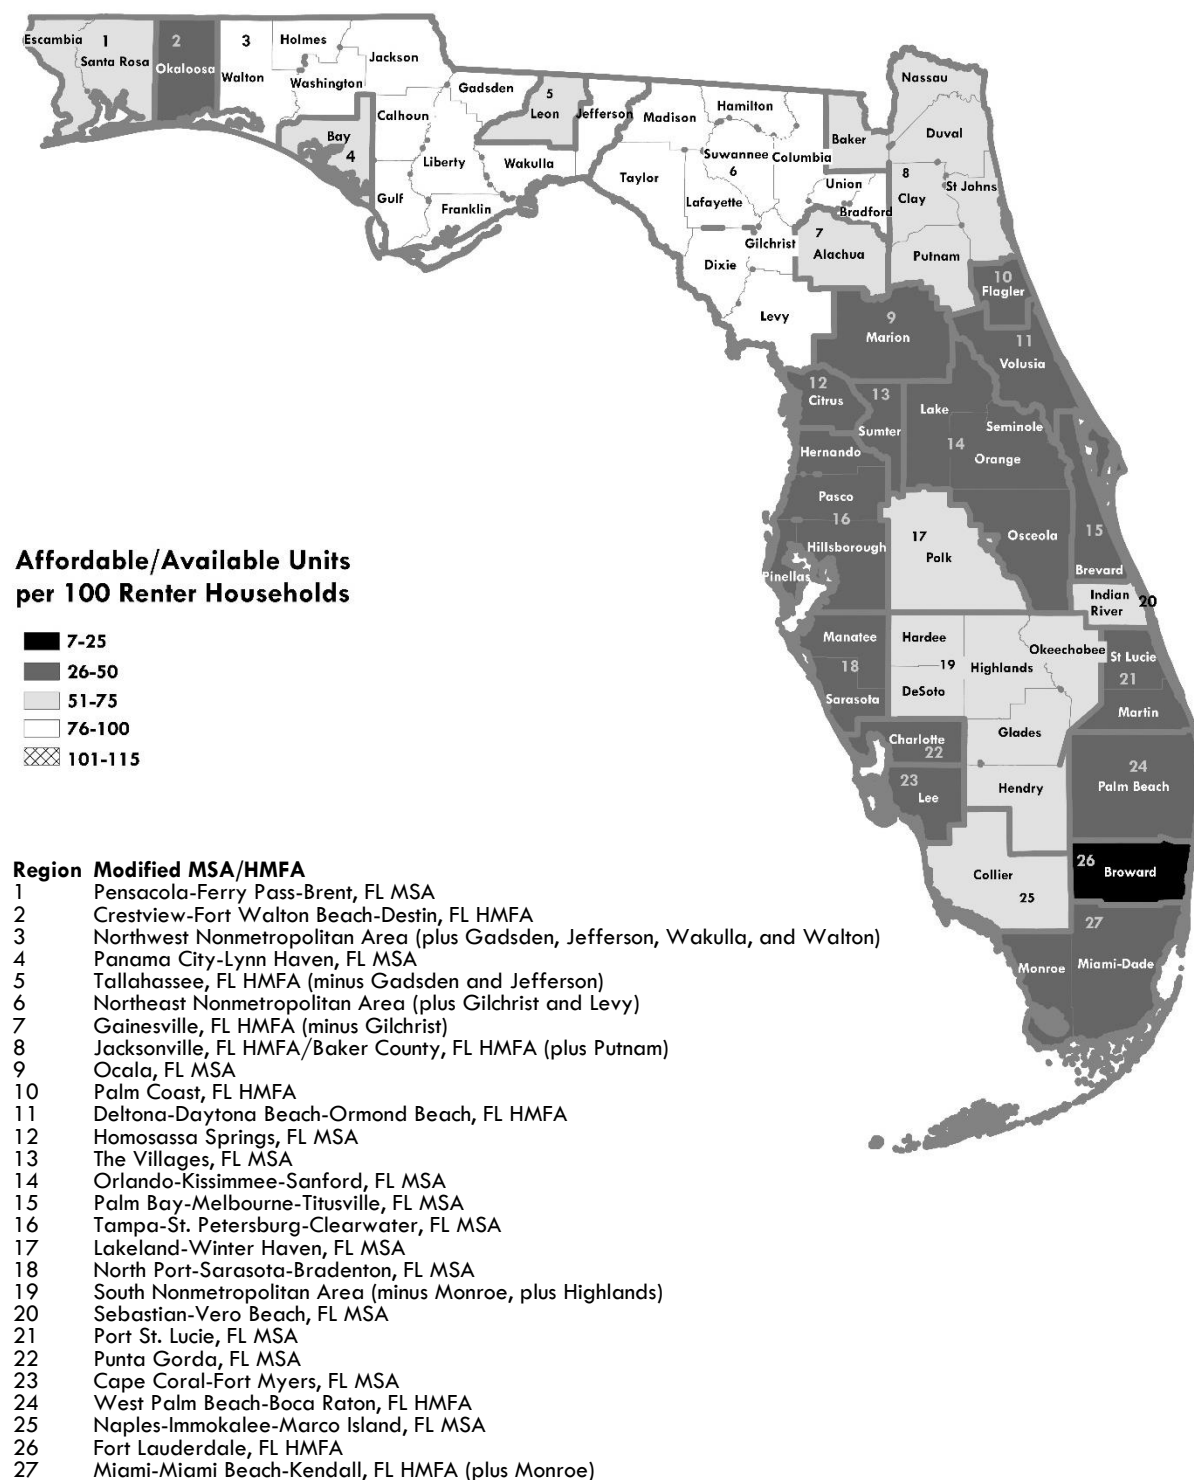 Escambia
1
Santa Rosa
2
Okaloosa
3
Walton
Holmes
Washington
Jackson
Bay
4
Calhoun
Gulf
Liberty
Franklin
Gadsden
5
Leon
Wakulla
Jefferson
Madison
Taylor
Hamilton
Suwannee
6
Lafayette
Columbia
Dixie
Gilchrist
Levy
Baker
Union
Bradford
7
Alachua
Nassau
Duval
8
Clay
St Johns
Putnam
9
Marion
10
Flagler
11
Volusia
12
Citrus
13
Sumter
Lake
Seminole
14
Orange
Osceola
Hernando
Pasco
16
Hillsborough
Pinellas
17
Polk
15
Brevard
Indian
River
20
Manatee
18
Sarasota
Hardee
19
DeSoto
Highlands
Okeechobee
St Lucie
21
Martin
Charlotte
22
Glades
23
Lee
Hendry
24
Palm Beach
Collier
25
26
Broward
27
Monroe
Miami-Dade
Affordable/Available Units
per 100 Renter Households
7-25
26-50
51-75
76-100
101-115
Region Modified MSA/HMFA
1 Pensacola-Ferry Pass-Brent, FL MSA
2 Crestview-Fort Walton Beach-Destin, FL HMFA
3 Northwest Nonmetropolitan Area (plus Gadsden, Jefferson, Wakulla, and Walton)
4 Panama City-Lynn Haven, FL MSA
5 Tallahassee, FL HMFA (minus Gadsden and Jefferson)
6 Northeast Nonmetropolitan Area (plus Gilchrist and Levy)
7 Gainesville, FL HMFA (minus Gilchrist)
8 Jacksonville, FL HMFA/Baker County, FL HMFA (plus Putnam)
9 Ocala, FL MSA
10 Palm Coast, FL HMFA
11 Deltona-Daytona Beach-Ormond Beach, FL HMFA
12 Homosassa Springs, FL MSA
13 The Villages, FL MSA
14 Orlando-Kissimmee-Sanford, FL MSA
15 Palm Bay-Melbourne-Titusville, FL MSA
16 Tampa-St. Petersburg-Clearwater, FL MSA
17 Lakeland-Winter Haven, FL MSA
18 North Port-Sarasota-Bradenton, FL MSA
19 South Nonmetropolitan Area (minus Monroe, plus Highlands)
20 Sebastian-Vero Beach, FL MSA
21 Port St. Lucie, FL MSA
22 Punta Gorda, FL MSA
23 Cape Coral-Fort Myers, FL MSA
24 West Palm Beach-Boca Raton, FL HMFA
25 Naples-Immokalee-Marco Island, FL MSA
26 Fort Lauderdale, FL HMFA
27 Miami-Miami Beach-Kendall, FL HMFA (plus Monroe)